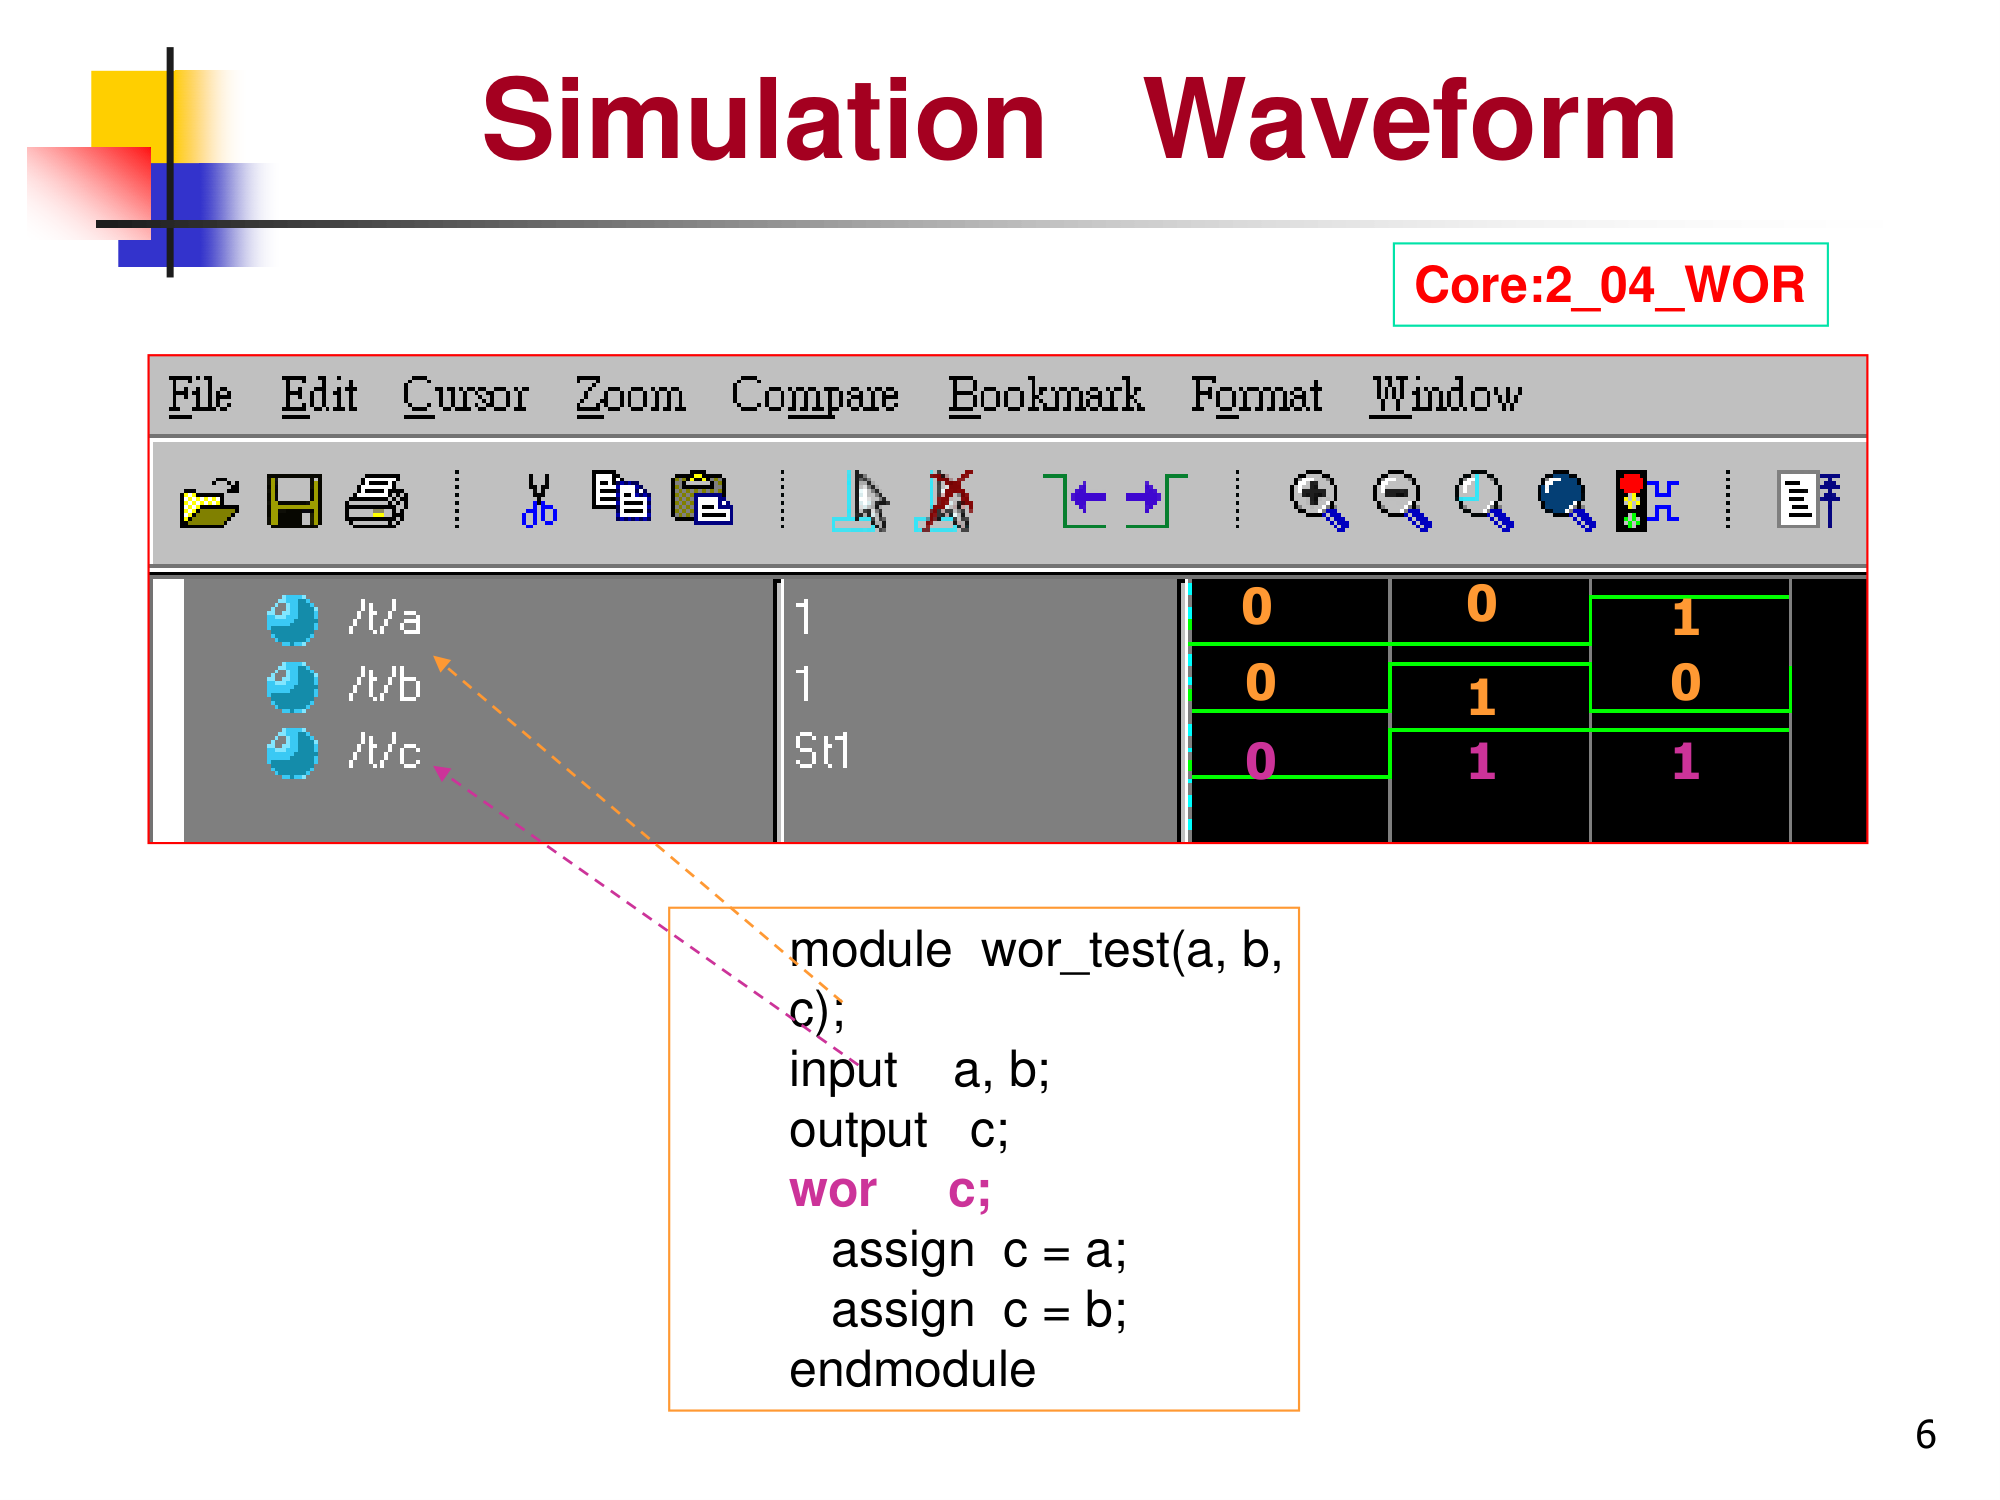 Simulation Waveform
Core:2_04_WOR
File Edit Cursor Zoom Compare Bookmark Format Window
/t/a 1 0 0 1
/t/b 1 0 1 0
/t/c St1 0 1 1
module wor_test(a, b,
c);
input a, b;
output c;
wor c;
assign c = a;
assign c = b;
endmodule
6